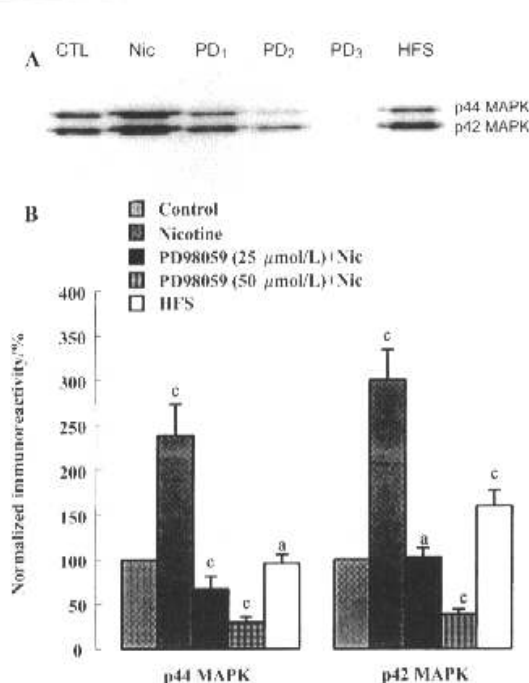 A
CTL Nic PD₁ PD₂ PD₃ HFS
p44 MAPK
p42 MAPK
B
Control
Nicotine
PD98059 (25 μmol/L)+Nic
PD98059 (50 μmol/L)+Nic
HFS
Normalized immunoreactivity/%
400
350
300
250
200
150
100
50
0
c
c
c
a
c
a
c
c
p44 MAPK p42 MAPK